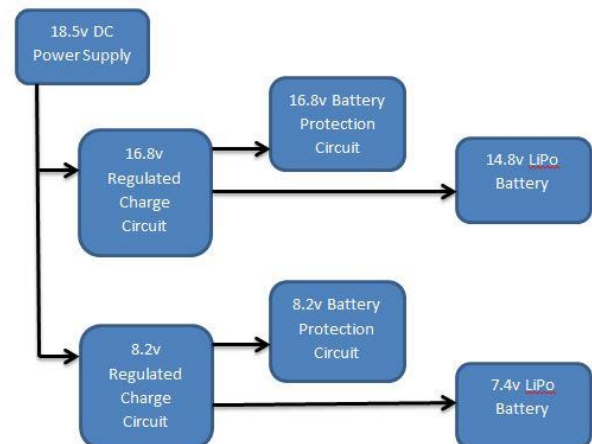 18.5v DC
Power Supply
16.8v Battery
Protection
Circuit
16.8v
Regulated
Charge
Circuit
14.8v LiPo
Battery
8.2v Battery
Protection
Circuit
8.2v
Regulated
Charge
Circuit
7.4v LiPo
Battery